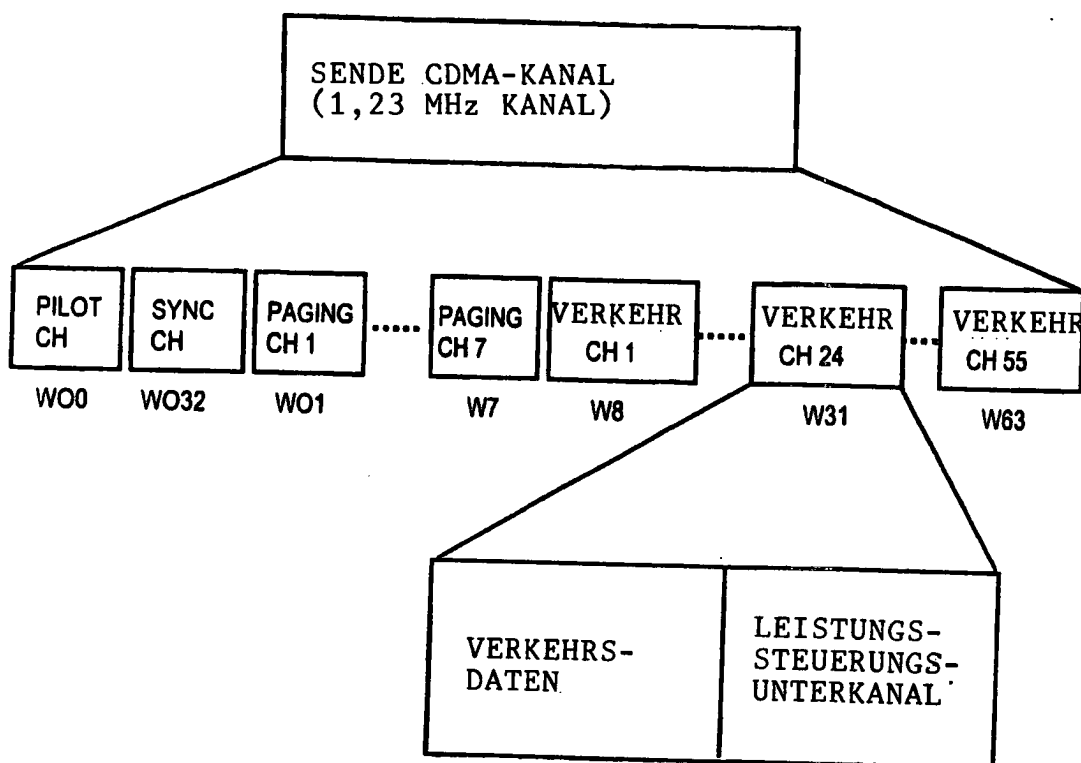 SENDE CDMA-KANAL
(1,23 MHz KANAL)
PILOT
CH
SYNC
CH
PAGING
CH 1
.....
PAGING
CH 7
VERKEHR
CH 1
.....
VERKEHR
CH 24
....
VERKEHR
CH 55
WO0
WO32
WO1
W7
W8
W31
W63
VERKEHRS-
DATEN
LEISTUNGS-
STEUERUNGS-
UNTERKANAL